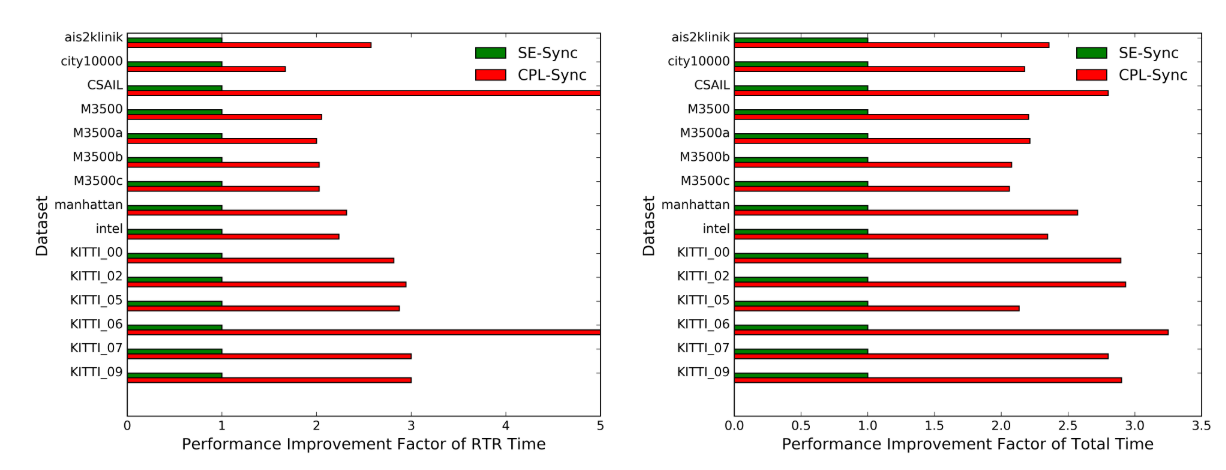 SE-Sync
CPL-Sync
ais2klinik
city10000
CSAIL
M3500
M3500a
M3500b
M3500c
manhattan
intel
KITTI_00
KITTI_02
KITTI_05
KITTI_06
KITTI_07
KITTI_09
Dataset
0 1 2 3 4 5
Performance Improvement Factor of RTR Time
SE-Sync
CPL-Sync
ais2klinik
city10000
CSAIL
M3500
M3500a
M3500b
M3500c
manhattan
intel
KITTI_00
KITTI_02
KITTI_05
KITTI_06
KITTI_07
KITTI_09
Dataset
0.0 0.5 1.0 1.5 2.0 2.5 3.0 3.5
Performance Improvement Factor of Total Time